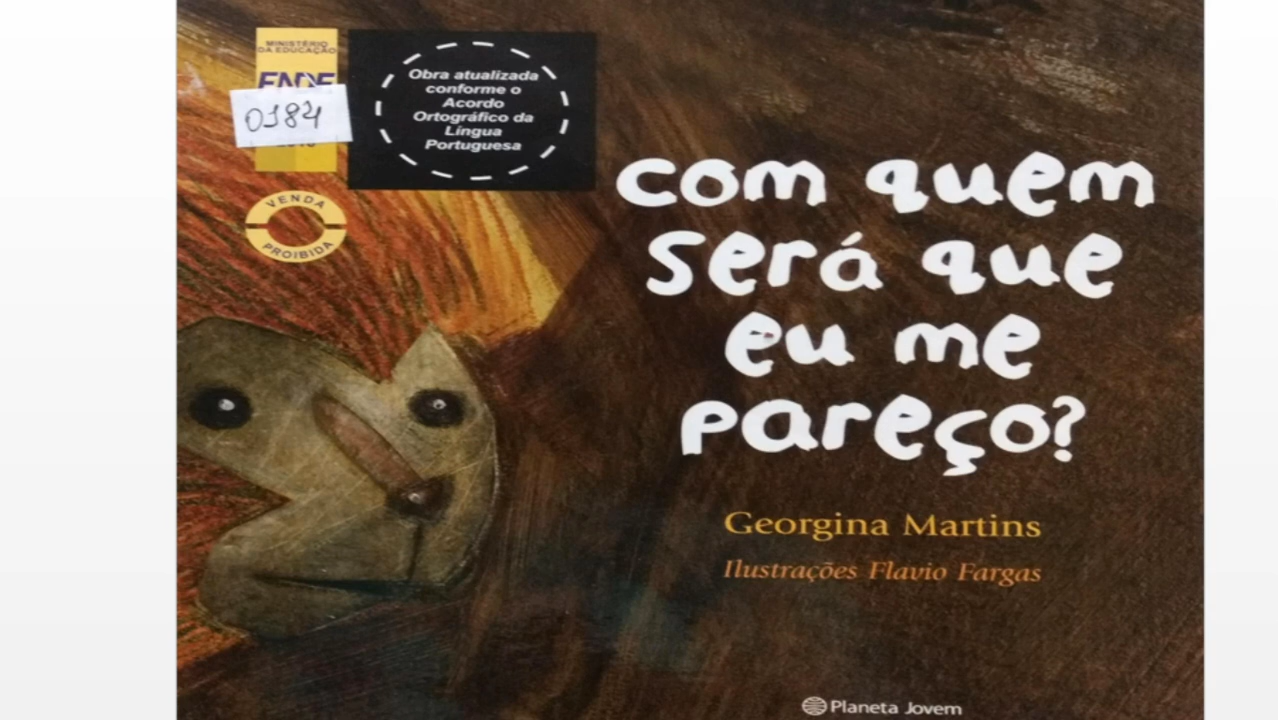 MINISTÉRIO
DA EDUCAÇÃO
FNDE
0184
Obra atualizada
conforme o
Acordo
Ortográfico da
Língua
Portuguesa
VENDA
PROIBIDA
com quem
será que
eu me
pareço?
Georgina Martins
Ilustrações Flavio Fargas
Planeta Jovem